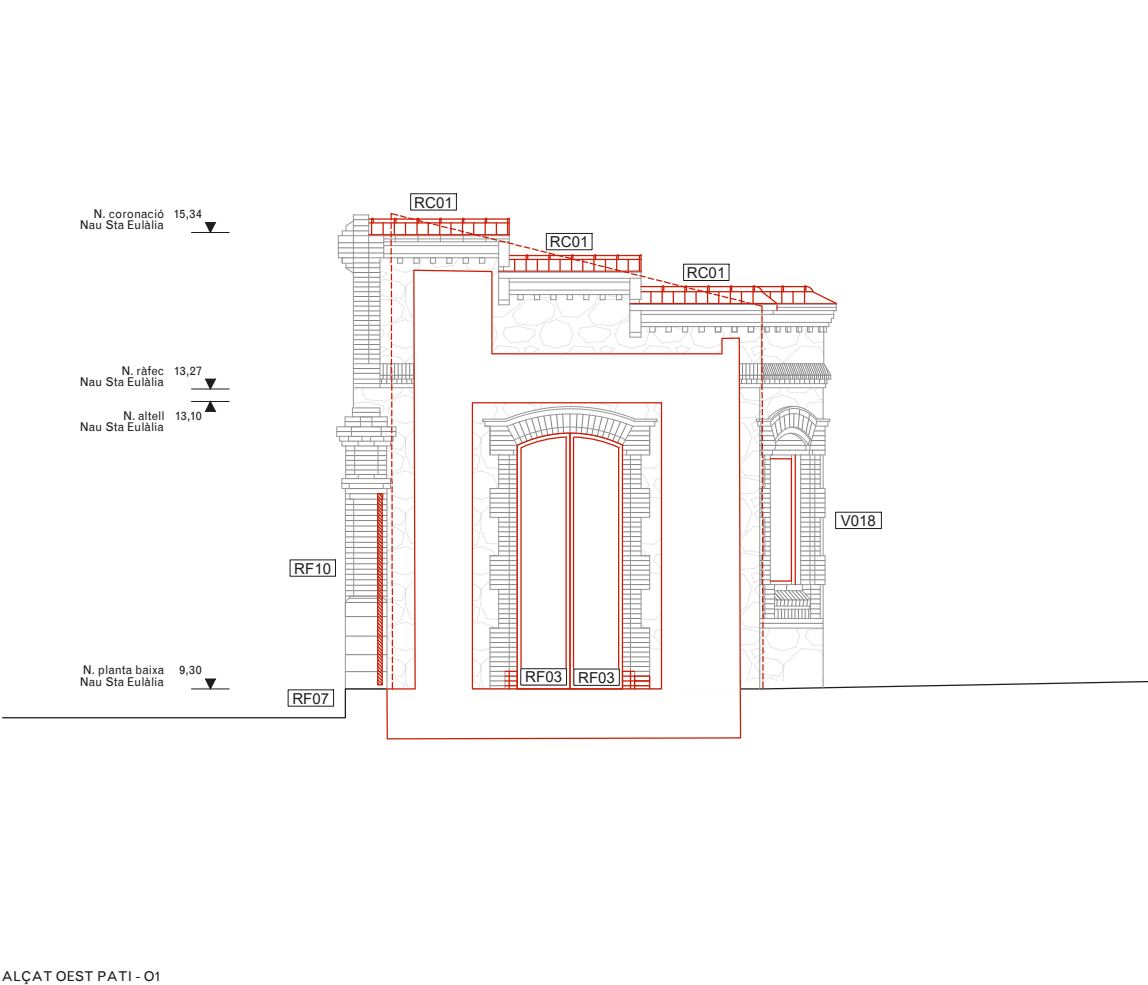 RC01
N. coronació 15,34
Nau Sta Eulàlia
RC01
RC01
N. ràfec 13,27
Nau Sta Eulàlia
N. altell 13,10
Nau Sta Eulàlia
V018
RF10
N. planta baixa 9,30
Nau Sta Eulàlia
RF03 RF03
RF07
ALÇAT OEST PATI - O1